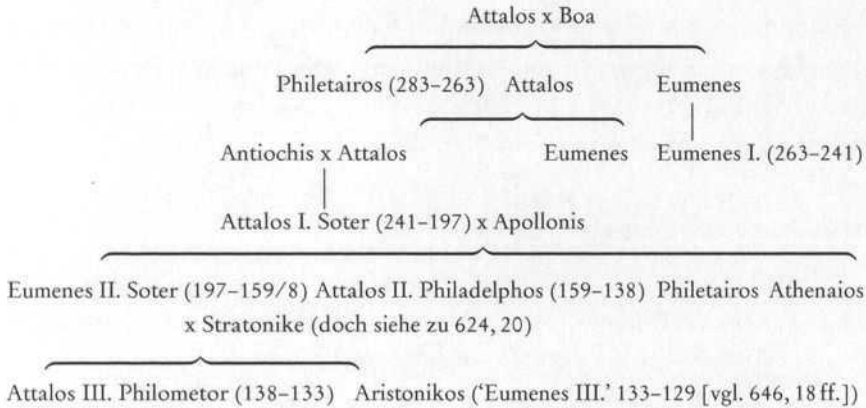 Attalos x Boa
Philetairos (283–263) Attalos Eumenes
Antiochis x Attalos Eumenes Eumenes I. (263–241)
Attalos I. Soter (241–197) x Apollonis
Eumenes II. Soter (197–159/8) Attalos II. Philadelphos (159–138) Philetairos Athenaios
x Stratonike (doch siehe zu 624, 20)
Attalos III. Philometor (138–133) Aristonikos (‘Eumenes III.’ 133–129 [vgl. 646, 18 ff.])